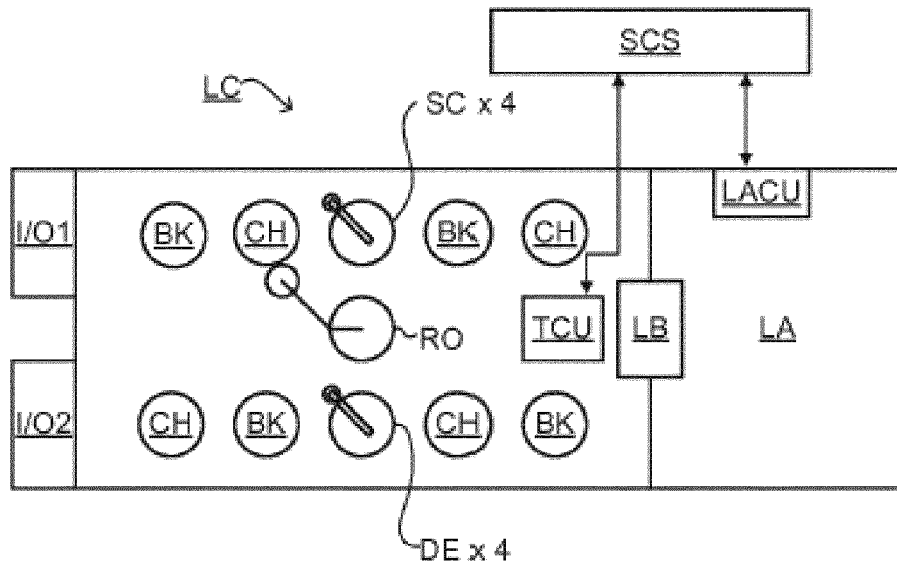 SCS
LC
SC x 4
I/O1
BK
CH
BK
CH
LACU
RO
TCU
LB
LA
I/O2
CH
BK
CH
BK
DE x 4